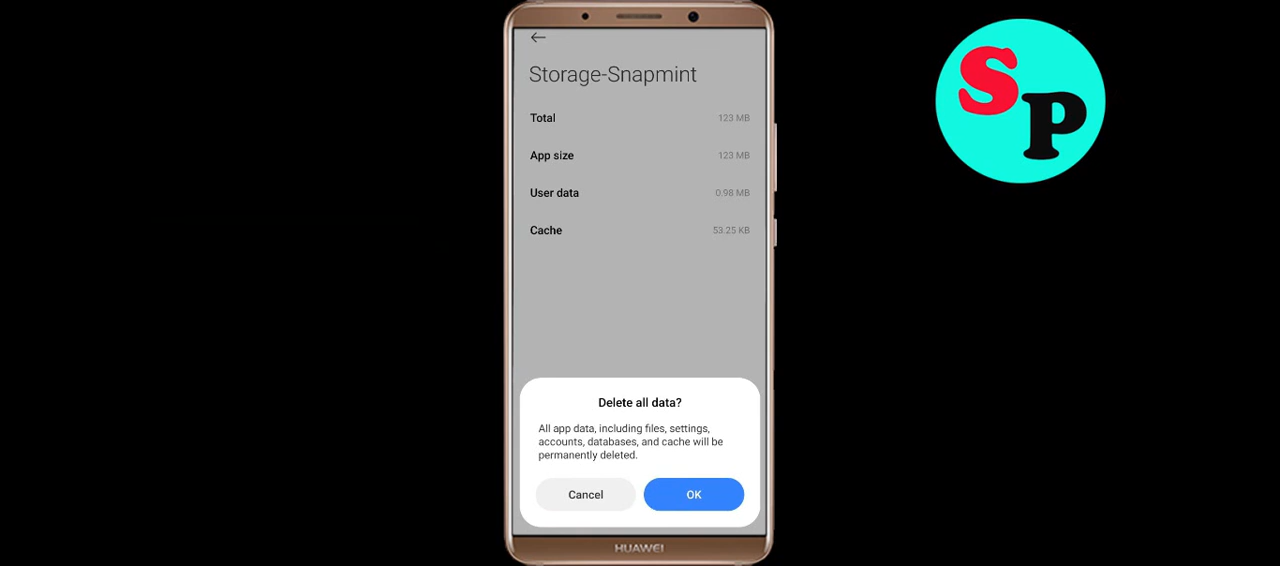 Storage-Snapmint
Total 123 MB
App size 123 MB
User data 0.98 MB
Cache 53.25 KB
Delete all data?
All app data, including files, settings,
accounts, databases, and cache will be
permanently deleted.
Cancel OK
HUAWEI
SP